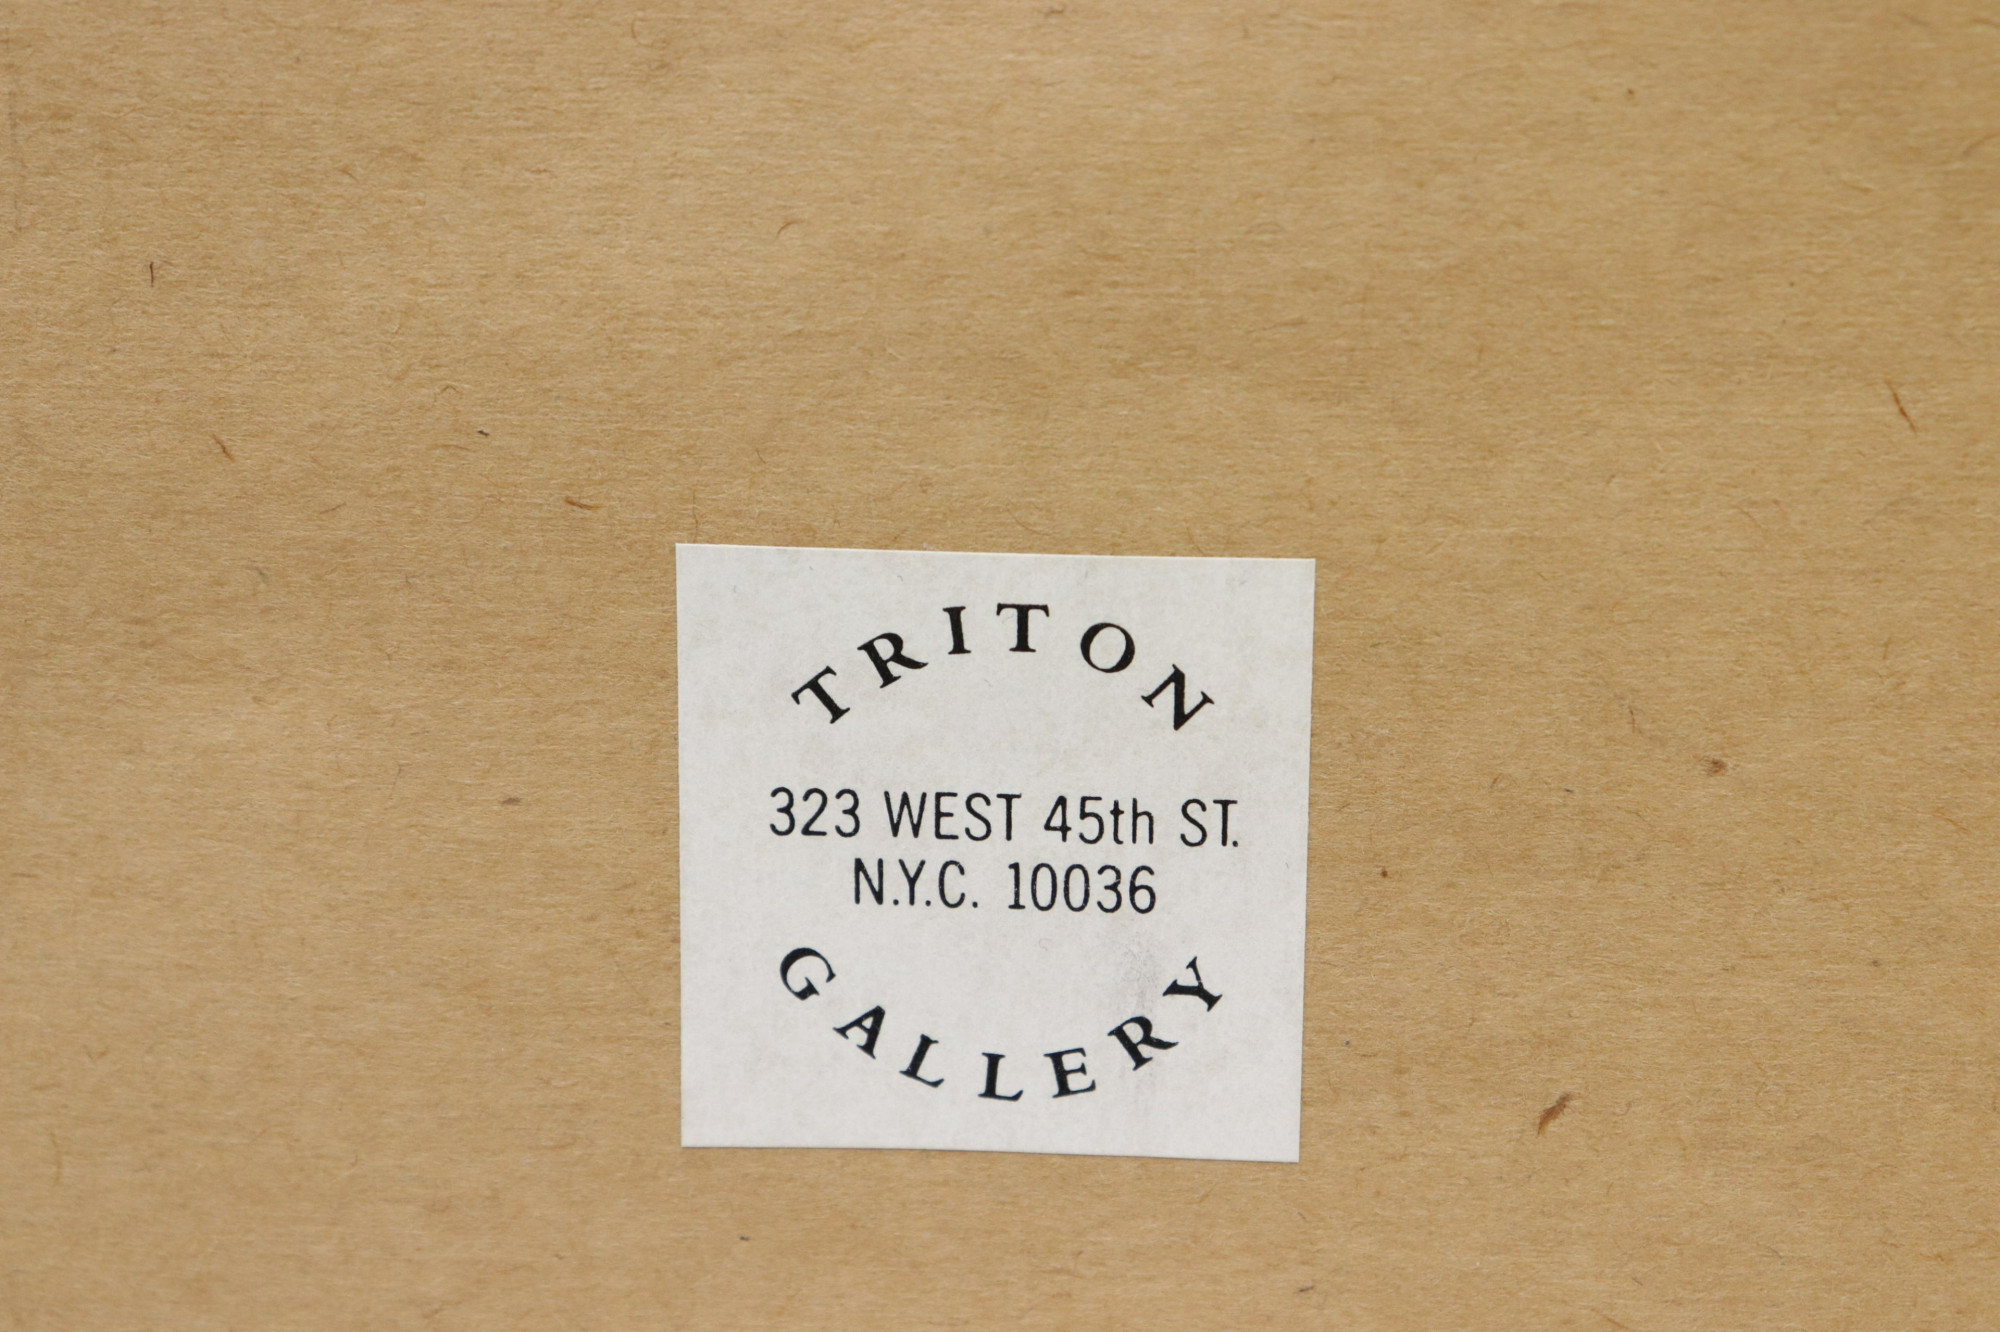 TRITON
323 WEST 45th ST.
N.Y.C. 10036
GALLERY